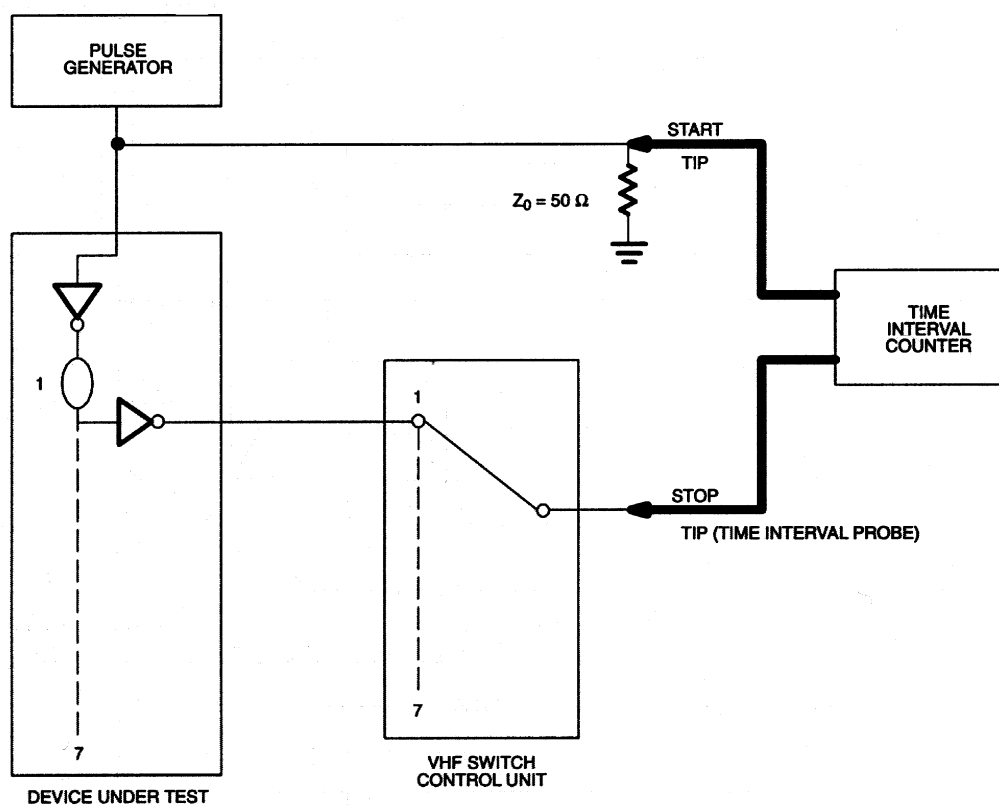 PULSE
GENERATOR
START
TIP
Z0 = 50 Ω
TIME
INTERVAL
COUNTER
1
1
STOP
TIP (TIME INTERVAL PROBE)
7
7
VHF SWITCH
CONTROL UNIT
DEVICE UNDER TEST